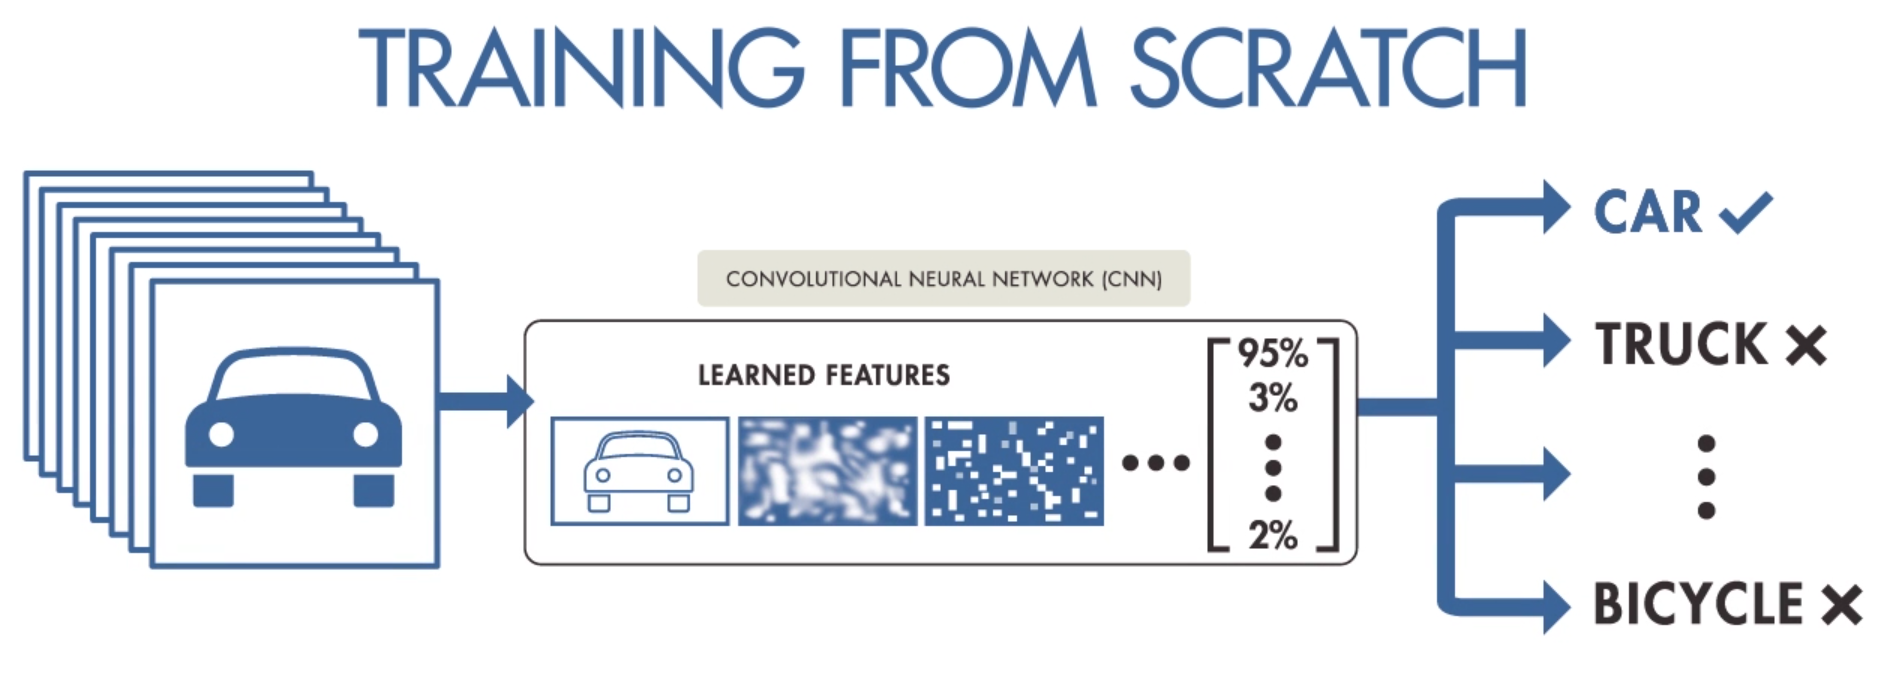 TRAINING FROM SCRATCH
CONVOLUTIONAL NEURAL NETWORK (CNN)
LEARNED FEATURES
95%
3%
2%
CAR
TRUCK
BICYCLE